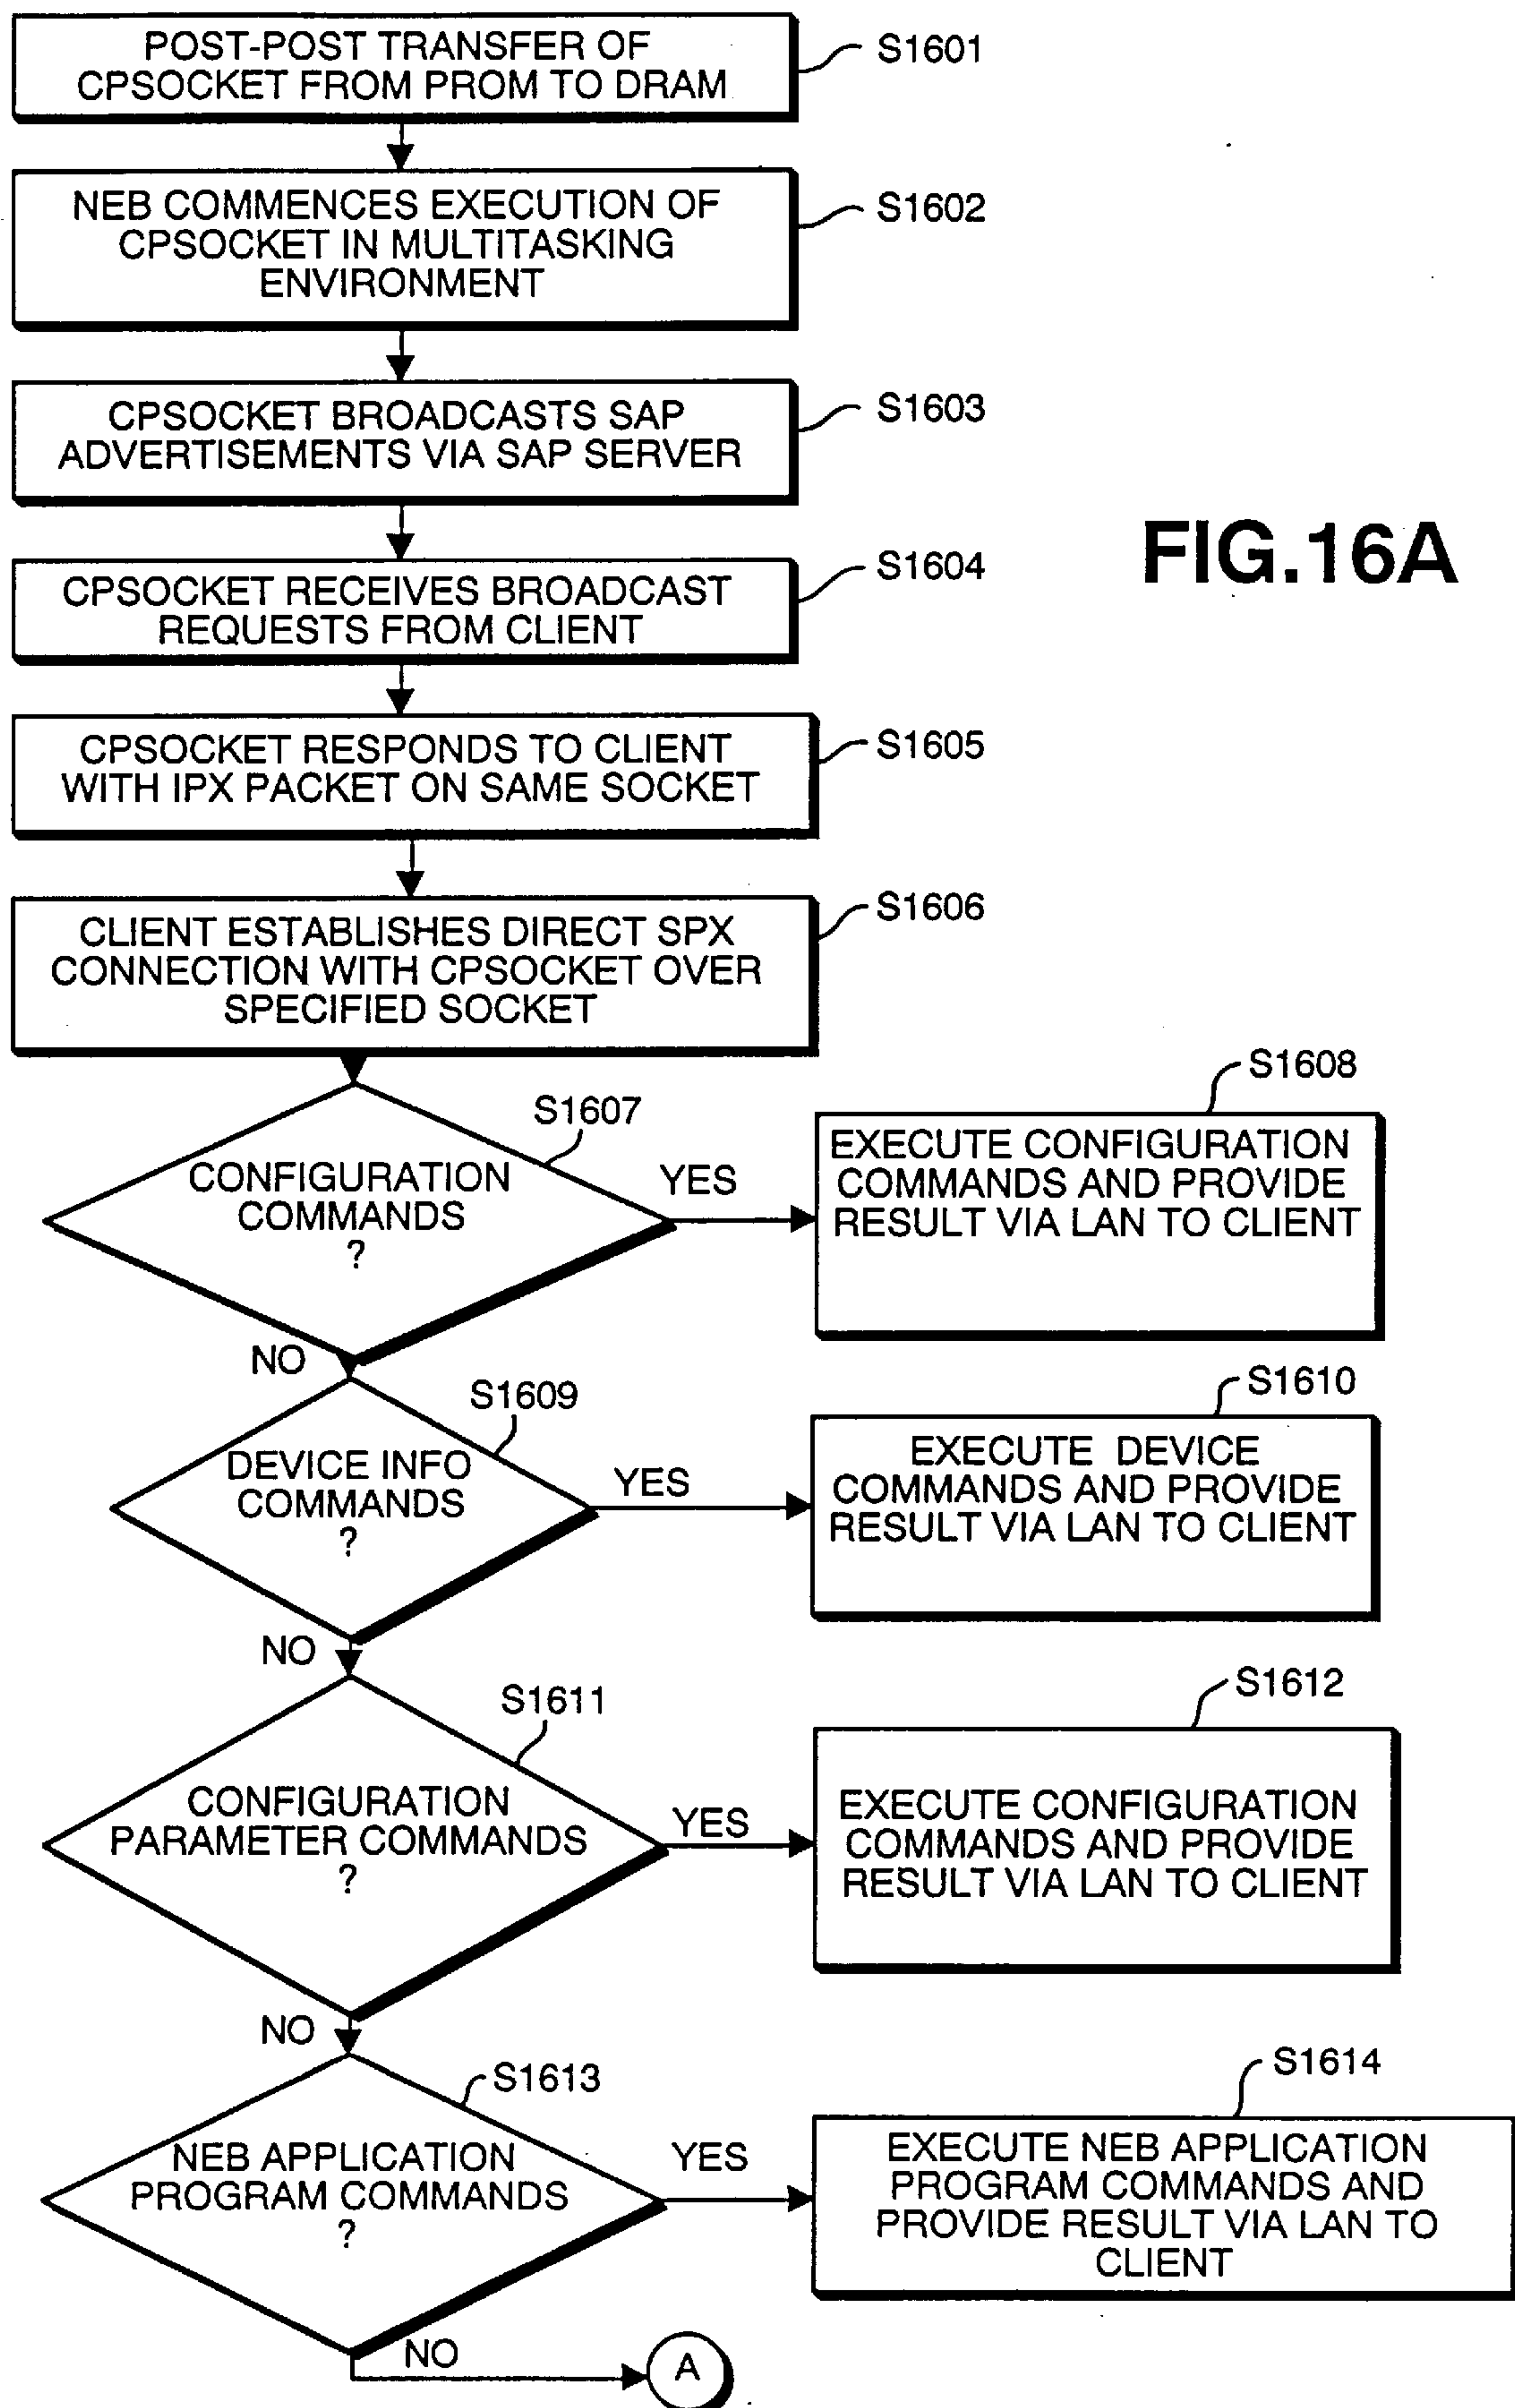 POST-POST TRANSFER OF
CPSOCKET FROM PROM TO DRAM
S1601
NEB COMMENCES EXECUTION OF
CPSOCKET IN MULTITASKING
ENVIRONMENT
S1602
CPSOCKET BROADCASTS SAP
ADVERTISEMENTS VIA SAP SERVER
S1603
FIG.16A
CPSOCKET RECEIVES BROADCAST
REQUESTS FROM CLIENT
S1604
CPSOCKET RESPONDS TO CLIENT
WITH IPX PACKET ON SAME SOCKET
S1605
CLIENT ESTABLISHES DIRECT SPX
CONNECTION WITH CPSOCKET OVER
SPECIFIED SOCKET
S1606
S1607
CONFIGURATION
COMMANDS
?
YES
S1608
EXECUTE CONFIGURATION
COMMANDS AND PROVIDE
RESULT VIA LAN TO CLIENT
NO
S1609
DEVICE INFO
COMMANDS
?
YES
S1610
EXECUTE DEVICE
COMMANDS AND PROVIDE
RESULT VIA LAN TO CLIENT
NO
S1611
CONFIGURATION
PARAMETER COMMANDS
?
YES
S1612
EXECUTE CONFIGURATION
COMMANDS AND PROVIDE
RESULT VIA LAN TO CLIENT
NO
S1613
NEB APPLICATION
PROGRAM COMMANDS
?
YES
S1614
EXECUTE NEB APPLICATION
PROGRAM COMMANDS AND
PROVIDE RESULT VIA LAN TO
CLIENT
NO
A